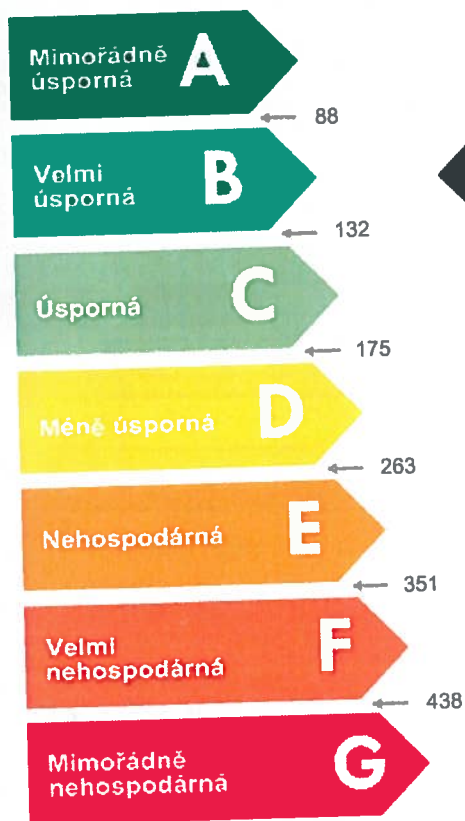 Mimořádně
úsporná
A
88
Velmi
úsporná
B
132
Úsporná
C
175
Méně úsporná
D
263
Nehospodárná
E
351
Velmi
nehospodárná
F
438
Mimořádně
nehospodárná
G